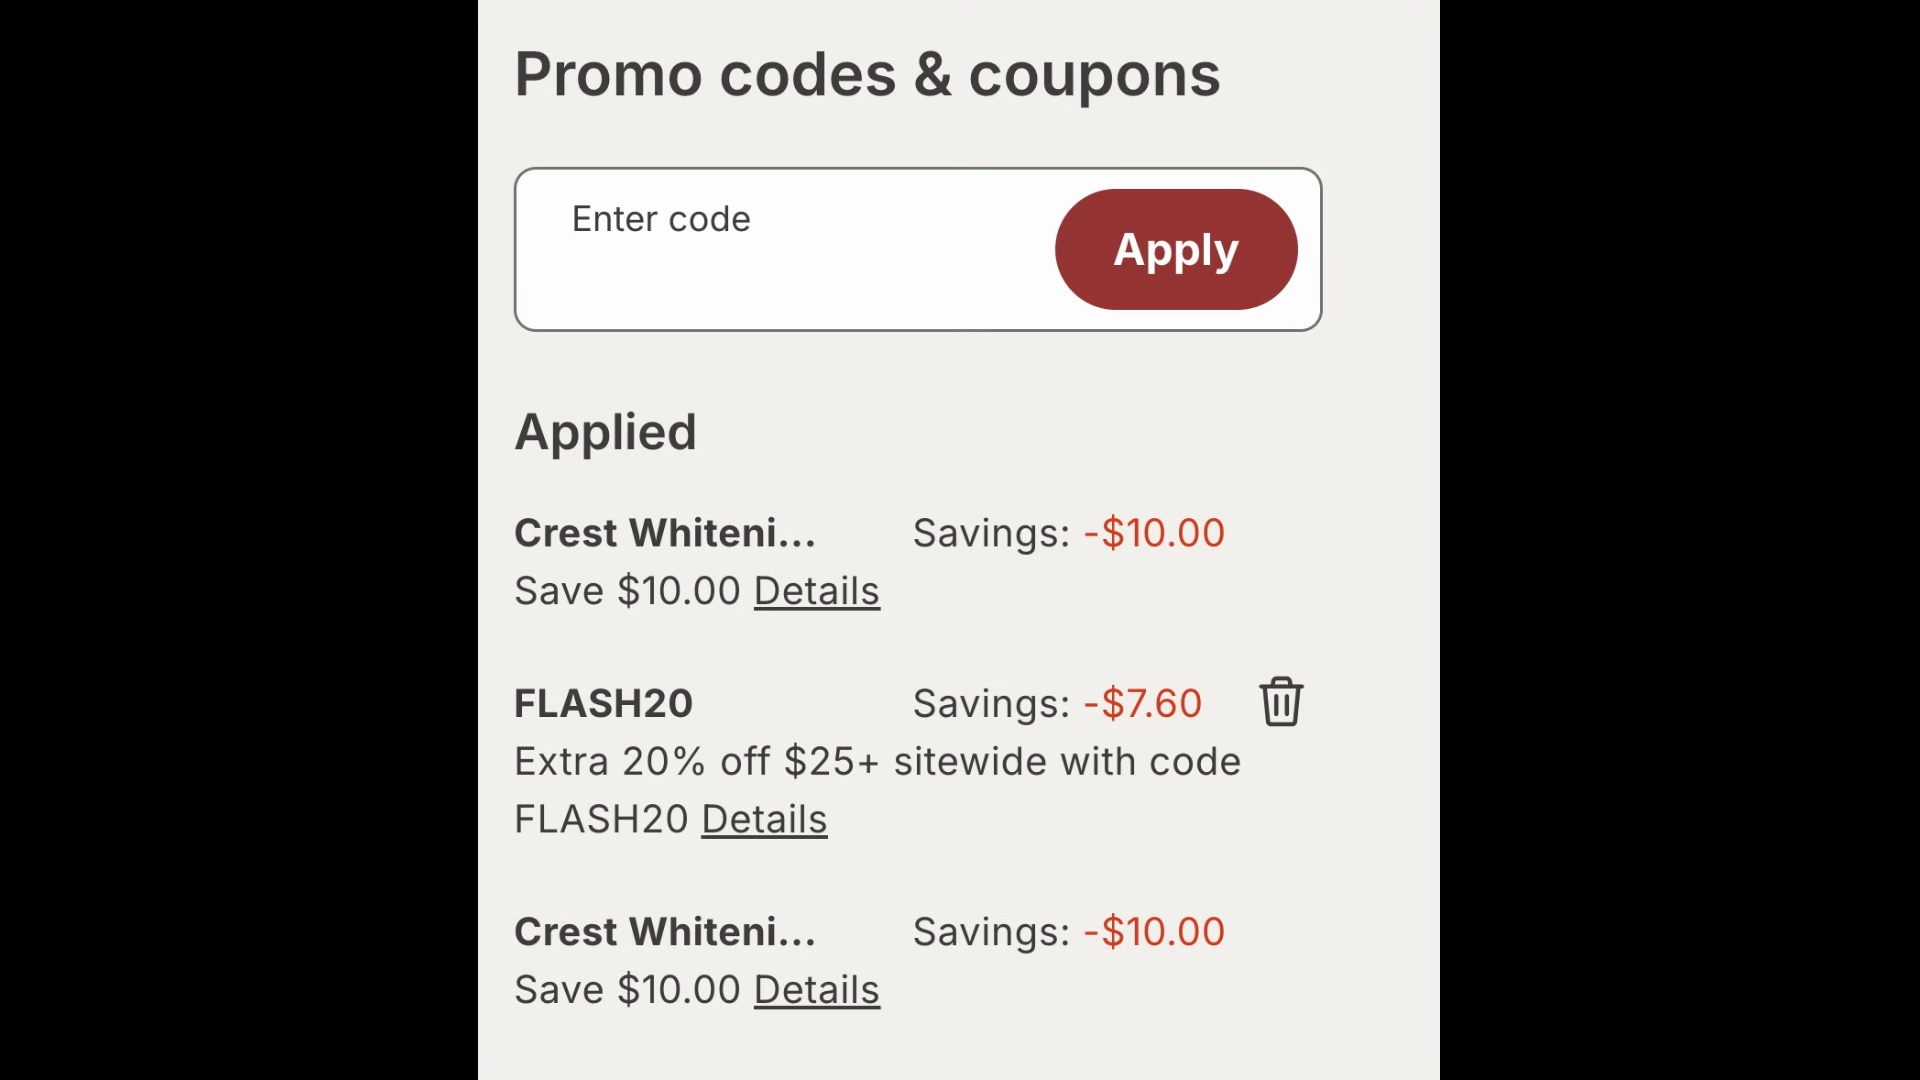 Promo codes & coupons
Enter code
Apply
Applied
Crest Whiteni... Savings: -$10.00
Save $10.00 Details
FLASH20 Savings: -$7.60
Extra 20% off $25+ sitewide with code
FLASH20 Details
Crest Whiteni... Savings: -$10.00
Save $10.00 Details